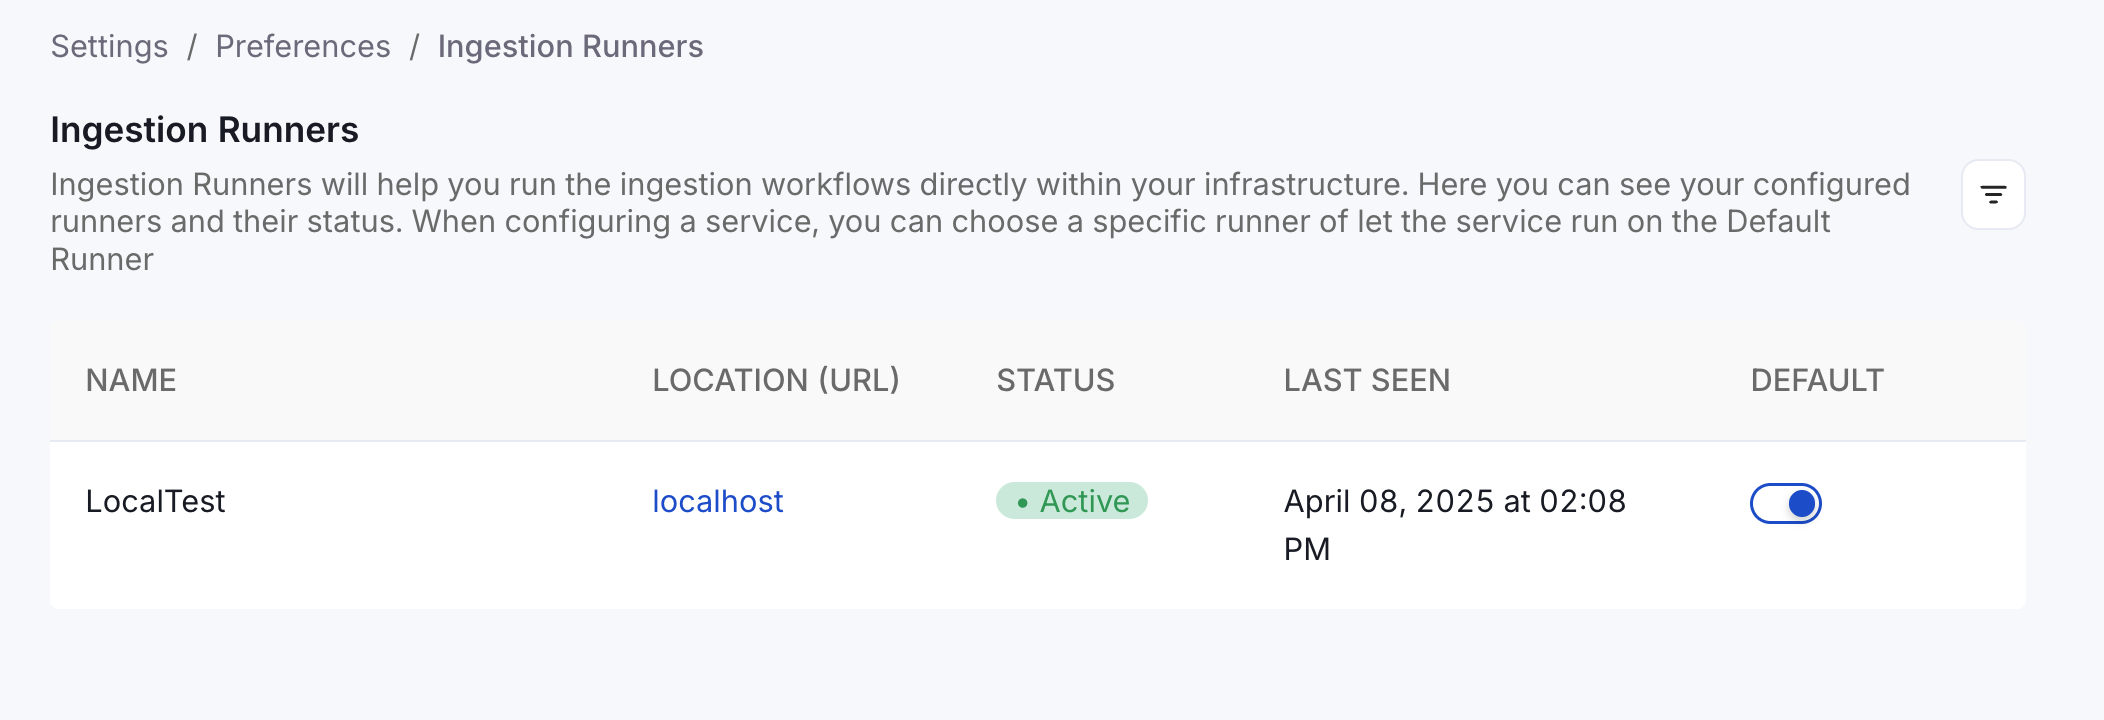 Settings / Preferences / Ingestion Runners
Ingestion Runners
Ingestion Runners will help you run the ingestion workflows directly within your infrastructure. Here you can see your configured
runners and their status. When configuring a service, you can choose a specific runner of let the service run on the Default
Runner
NAME LOCATION (URL) STATUS LAST SEEN DEFAULT
LocalTest localhost Active April 08, 2025 at 02:08
PM